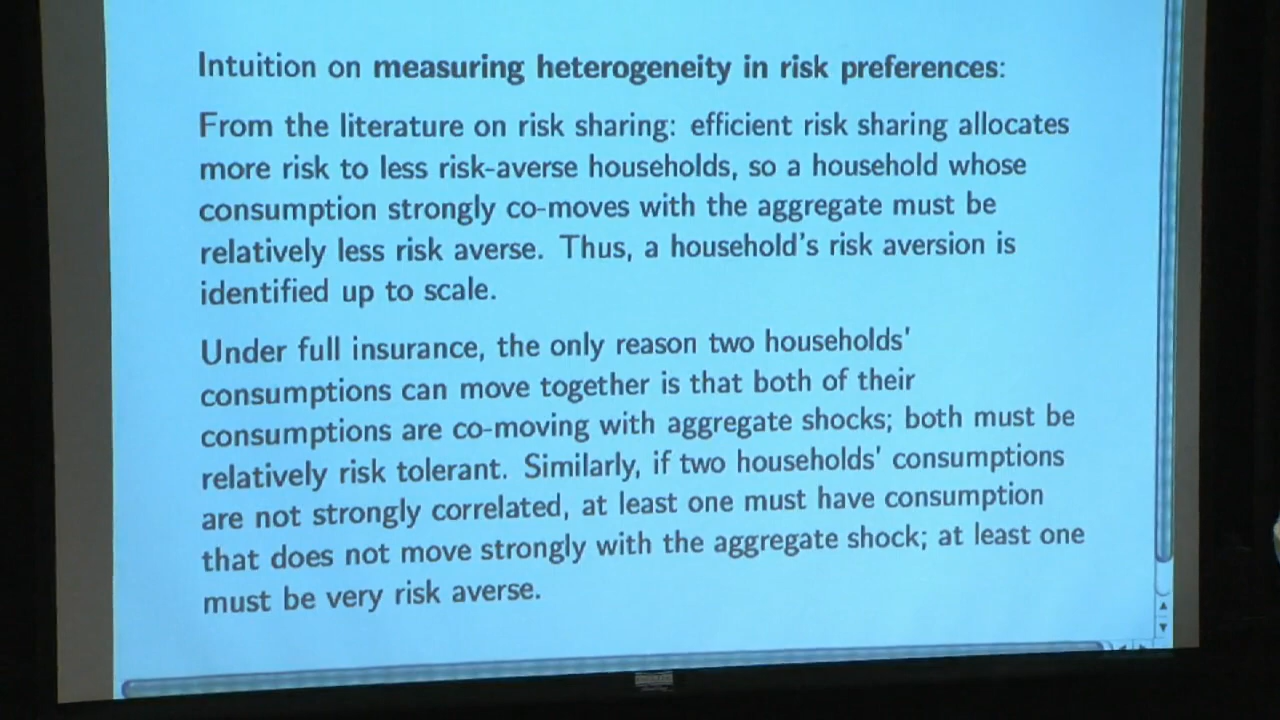 Intuition on measuring heterogeneity in risk preferences:
From the literature on risk sharing: efficient risk sharing allocates
more risk to less risk-averse households, so a household whose
consumption strongly co-moves with the aggregate must be
relatively less risk averse. Thus, a household's risk aversion is
identified up to scale.
Under full insurance, the only reason two households'
consumptions can move together is that both of their
consumptions are co-moving with aggregate shocks; both must be
relatively risk tolerant. Similarly, if two households' consumptions
are not strongly correlated, at least one must have consumption
that does not move strongly with the aggregate shock; at least one
must be very risk averse.